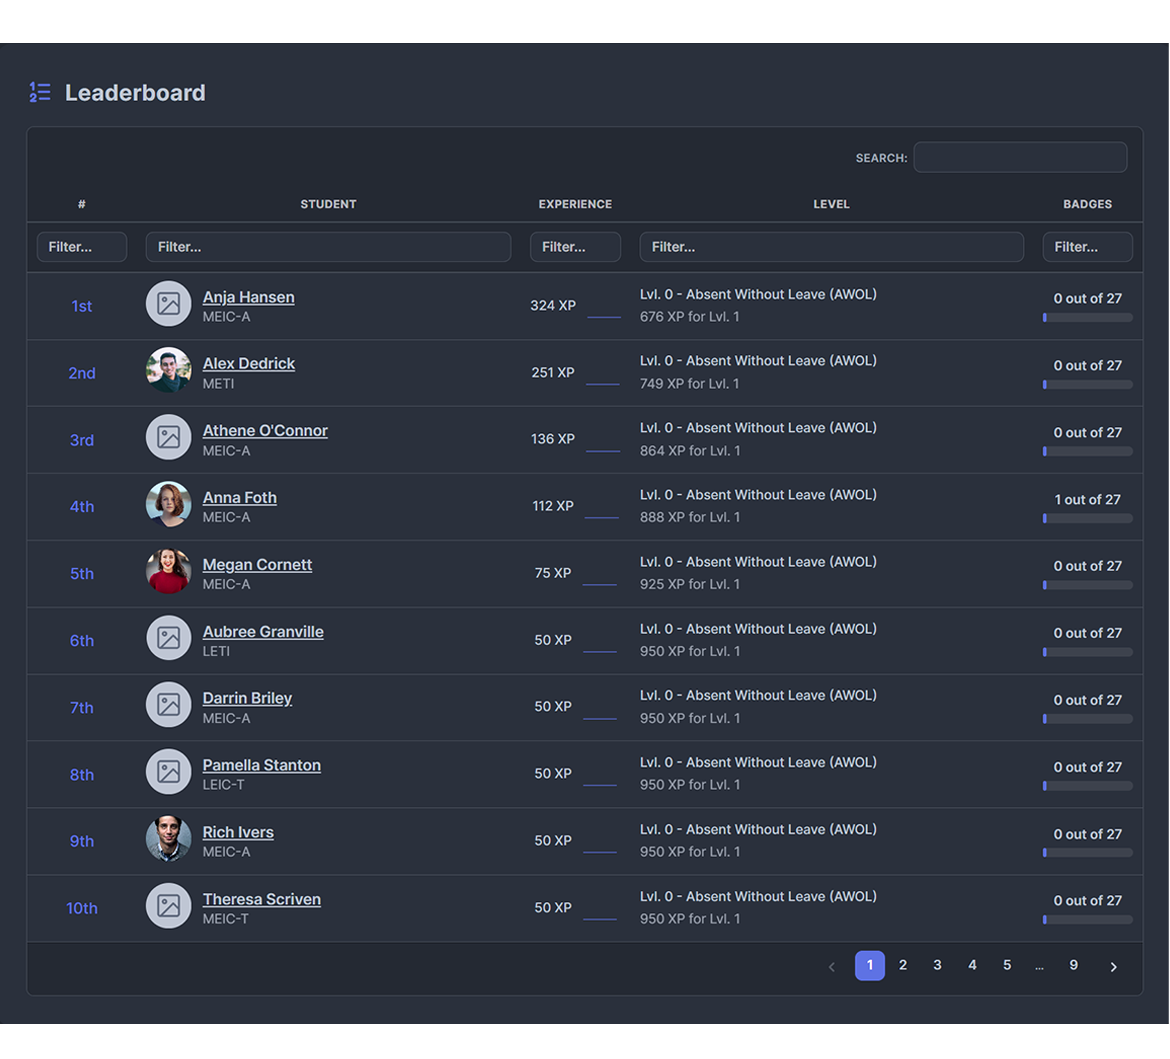 Leaderboard
SEARCH:
# STUDENT EXPERIENCE LEVEL BADGES
Filter... Filter... Filter... Filter... Filter...
1st Anja Hansen 324 XP Lvl. 0 - Absent Without Leave (AWOL) 0 out of 27
MEIC-A 676 XP for Lvl. 1
2nd Alex Dedrick 251 XP Lvl. 0 - Absent Without Leave (AWOL) 0 out of 27
METI 749 XP for Lvl. 1
3rd Athene O'Connor 136 XP Lvl. 0 - Absent Without Leave (AWOL) 0 out of 27
MEIC-A 864 XP for Lvl. 1
4th Anna Foth 112 XP Lvl. 0 - Absent Without Leave (AWOL) 1 out of 27
MEIC-A 888 XP for Lvl. 1
5th Megan Cornett 75 XP Lvl. 0 - Absent Without Leave (AWOL) 0 out of 27
MEIC-A 925 XP for Lvl. 1
6th Aubree Granville 50 XP Lvl. 0 - Absent Without Leave (AWOL) 0 out of 27
LETI 950 XP for Lvl. 1
7th Darrin Briley 50 XP Lvl. 0 - Absent Without Leave (AWOL) 0 out of 27
MEIC-A 950 XP for Lvl. 1
8th Pamella Stanton 50 XP Lvl. 0 - Absent Without Leave (AWOL) 0 out of 27
LEIC-T 950 XP for Lvl. 1
9th Rich Ivers 50 XP Lvl. 0 - Absent Without Leave (AWOL) 0 out of 27
MEIC-A 950 XP for Lvl. 1
10th Theresa Scriven 50 XP Lvl. 0 - Absent Without Leave (AWOL) 0 out of 27
MEIC-T 950 XP for Lvl. 1
‹ 1 2 3 4 5 ... 9 ›